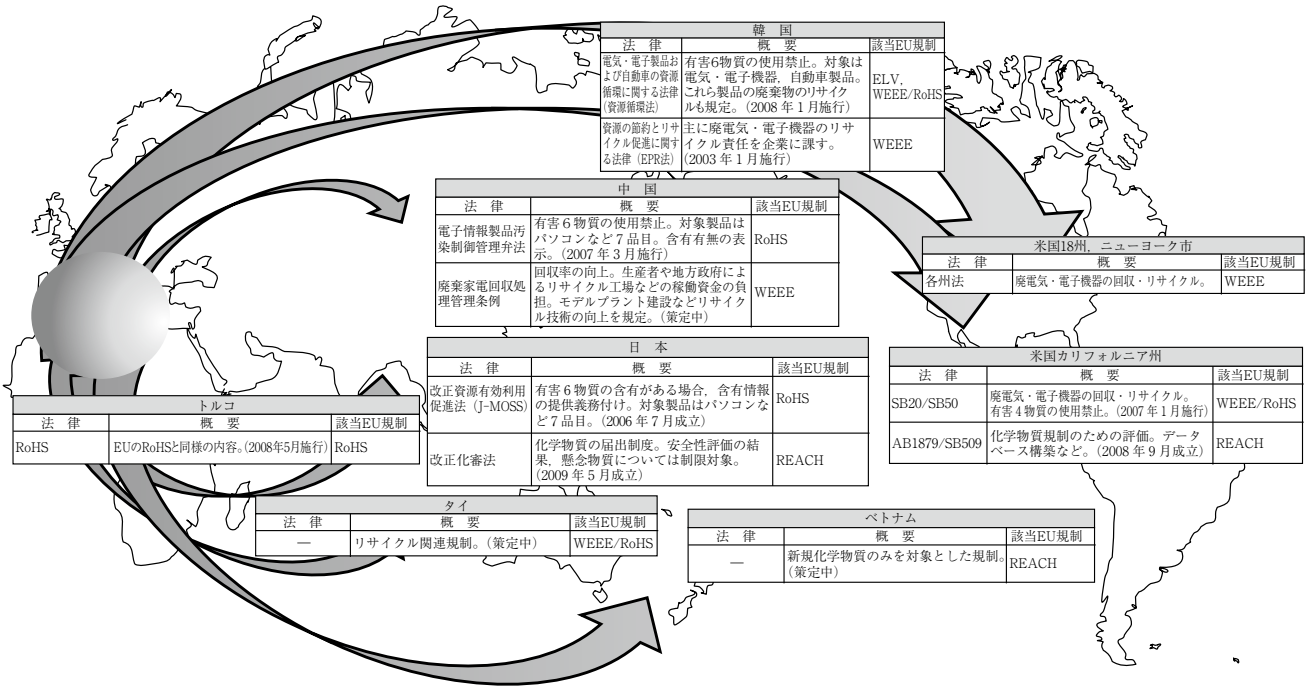 韓　国
法　律　概　要　該当EU規制
電気・電子製品お
よび自動車の資源
循環に関する法律
(資源循環法)
有害6物質の使用禁止。対象は
電気・電子機器，自動車製品。
これら製品の廃棄物のリサイク
ルも規定。(2008 年 1 月施行)
ELV,
WEEE/RoHS
資源の節約とリサ
イクル促進に関す
る法律（EPR法）
主に廃電気・電子機器のリサ
イクル責任を企業に課す。
(2003 年 1 月施行)
WEEE
中　国
法　律　概　要　該当EU規制
電子情報製品汚
染制御管理弁法
有害 6 物質の使用禁止。対象製品は
パソコンなど 7 品目。含有有無の表
示。(2007 年 3 月施行)
RoHS
廃棄家電回収処
理管理条例
回収率の向上。生産者や地方政府によ
るリサイクル工場などの稼働資金の負
担。モデルプラント建設などリサイク
ル技術の向上を規定。(策定中)
WEEE
米国18州，ニューヨーク市
法　律　概　要　該当EU規制
各州法　廃電気・電子機器の回収・リサイクル。　WEEE
日　本
法　律　概　要　該当EU規制
改正資源有効利用
促進法（J-MOSS）
有害 6 物質の含有がある場合，含有情報
の提供義務付け。対象製品はパソコンな
ど 7 品目。(2006 年 7 月成立)
RoHS
改正化審法
化学物質の届出制度。安全性評価の結
果，懸念物質については制限対象。
(2009 年 5 月成立)
REACH
米国カリフォルニア州
法　律　概　要　該当EU規制
SB20/SB50
廃電気・電子機器の回収・リサイクル。
有害 4 物質の使用禁止。(2007 年 1 月施行)
WEEE/RoHS
AB1879/SB509
化学物質規制のための評価。データ
ベース構築など。(2008 年 9 月成立)
REACH
トルコ
法　律　概　要　該当EU規制
RoHS　EUのRoHSと同様の内容。(2008年5月施行)　RoHS
タイ
法　律　概　要　該当EU規制
―　リサイクル関連規制。(策定中)　WEEE/RoHS
ベトナム
法　律　概　要　該当EU規制
―
新規化学物質のみを対象とした規制。
(策定中)
REACH